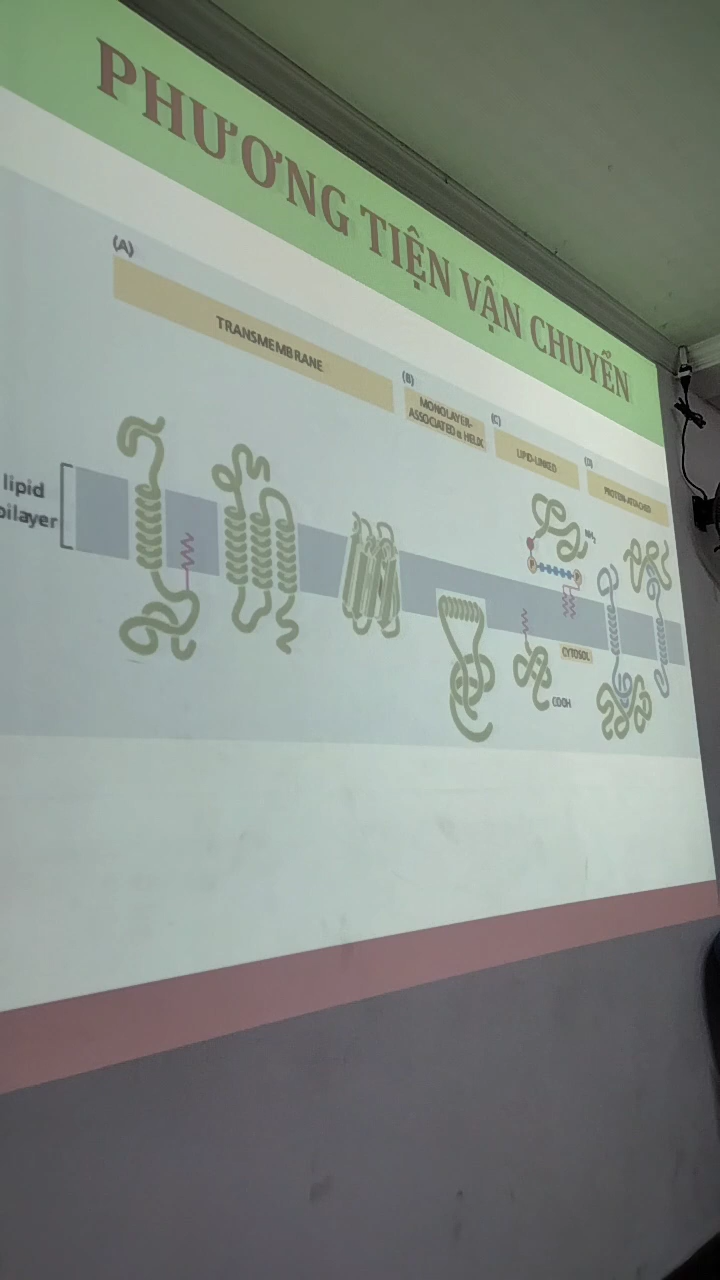 PHƯƠNG TIỆN VẬN CHUYỂN
(A)
TRANSMEMBRANE
(B)
MONOLAYER-
ASSOCIATED α HELIX
(C)
LIPID-LINKED
(D)
PROTEIN-ATTACHED
lipid
bilayer
NH₂
P
P
CYTOSOL
COOH